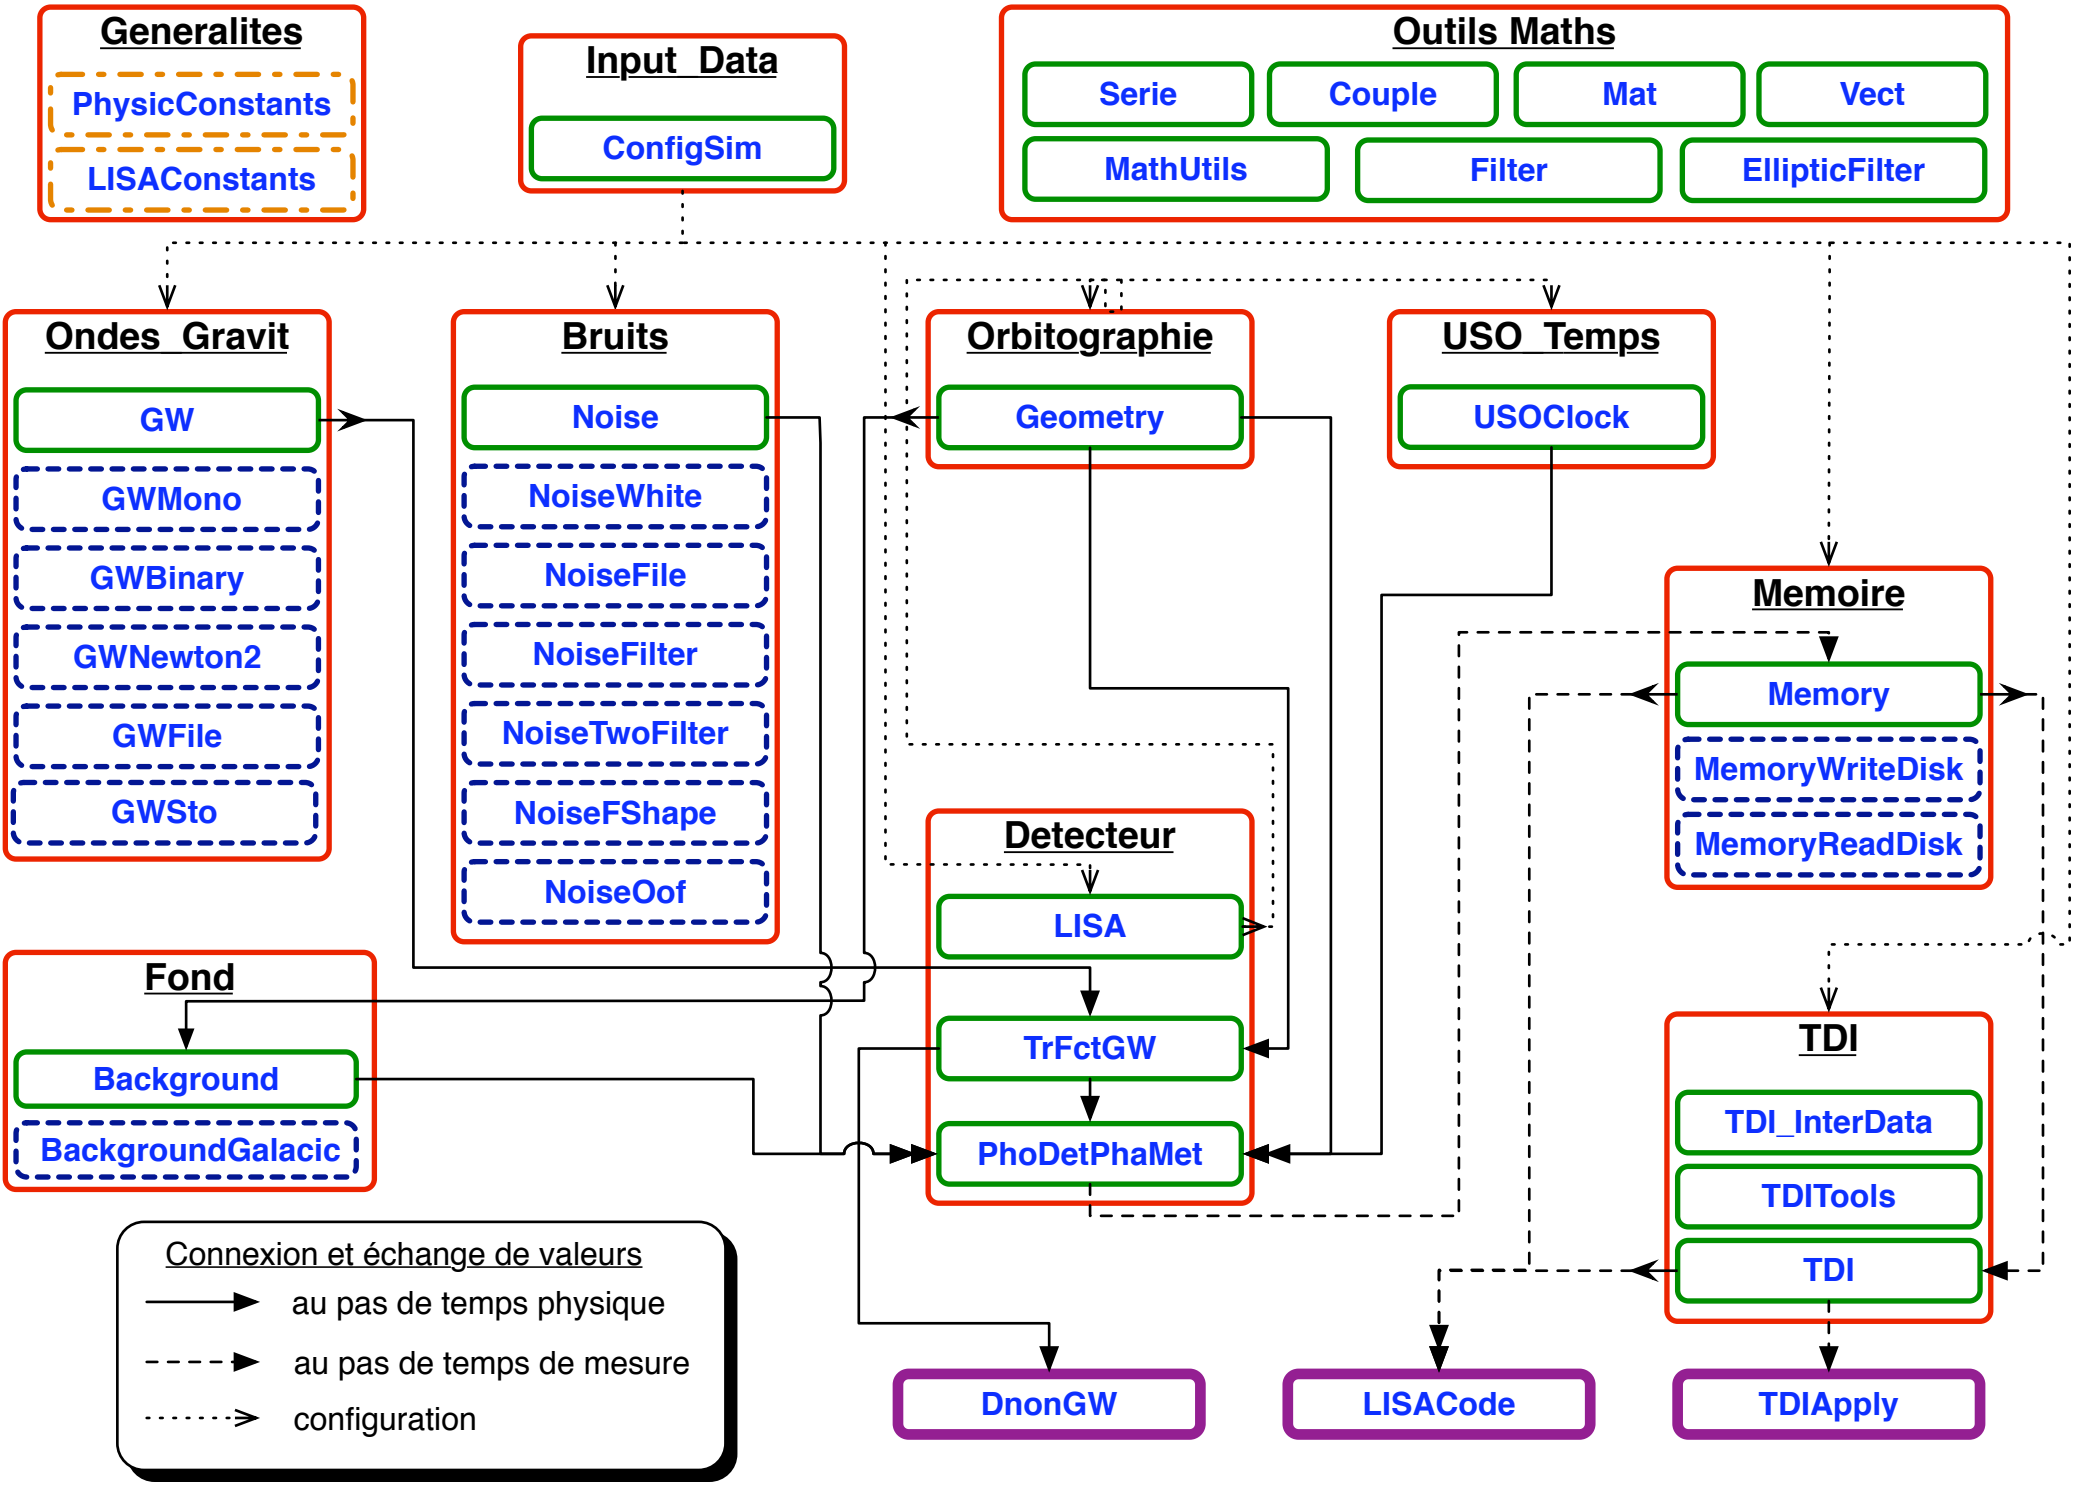 Generalites
PhysicConstants
LISAConstants
Input_Data
ConfigSim
Outils Maths
Serie
Couple
Mat
Vect
MathUtils
Filter
EllipticFilter
Ondes_Gravit
GW
GWMono
GWBinary
GWNewton2
GWFile
GWSto
Bruits
Noise
NoiseWhite
NoiseFile
NoiseFilter
NoiseTwoFilter
NoiseFShape
NoiseOof
Orbitographie
Geometry
USO_Temps
USOClock
Memoire
Memory
MemoryWriteDisk
MemoryReadDisk
Detecteur
LISA
TrFctGW
PhoDetPhaMet
Fond
Background
BackgroundGalacic
TDI
TDI_InterData
TDITools
TDI
Connexion et échange de valeurs
au pas de temps physique
au pas de temps de mesure
configuration
DnonGW
LISACode
TDIApply